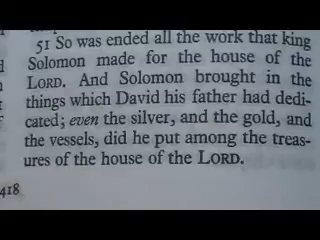 51 So was ended all the work that king
Solomon made for the house of the
LORD. And Solomon brought in the
things which David his father had dedi-
cated; even the silver, and the gold, and
the vessels, did he put among the treas-
ures of the house of the LORD.
418